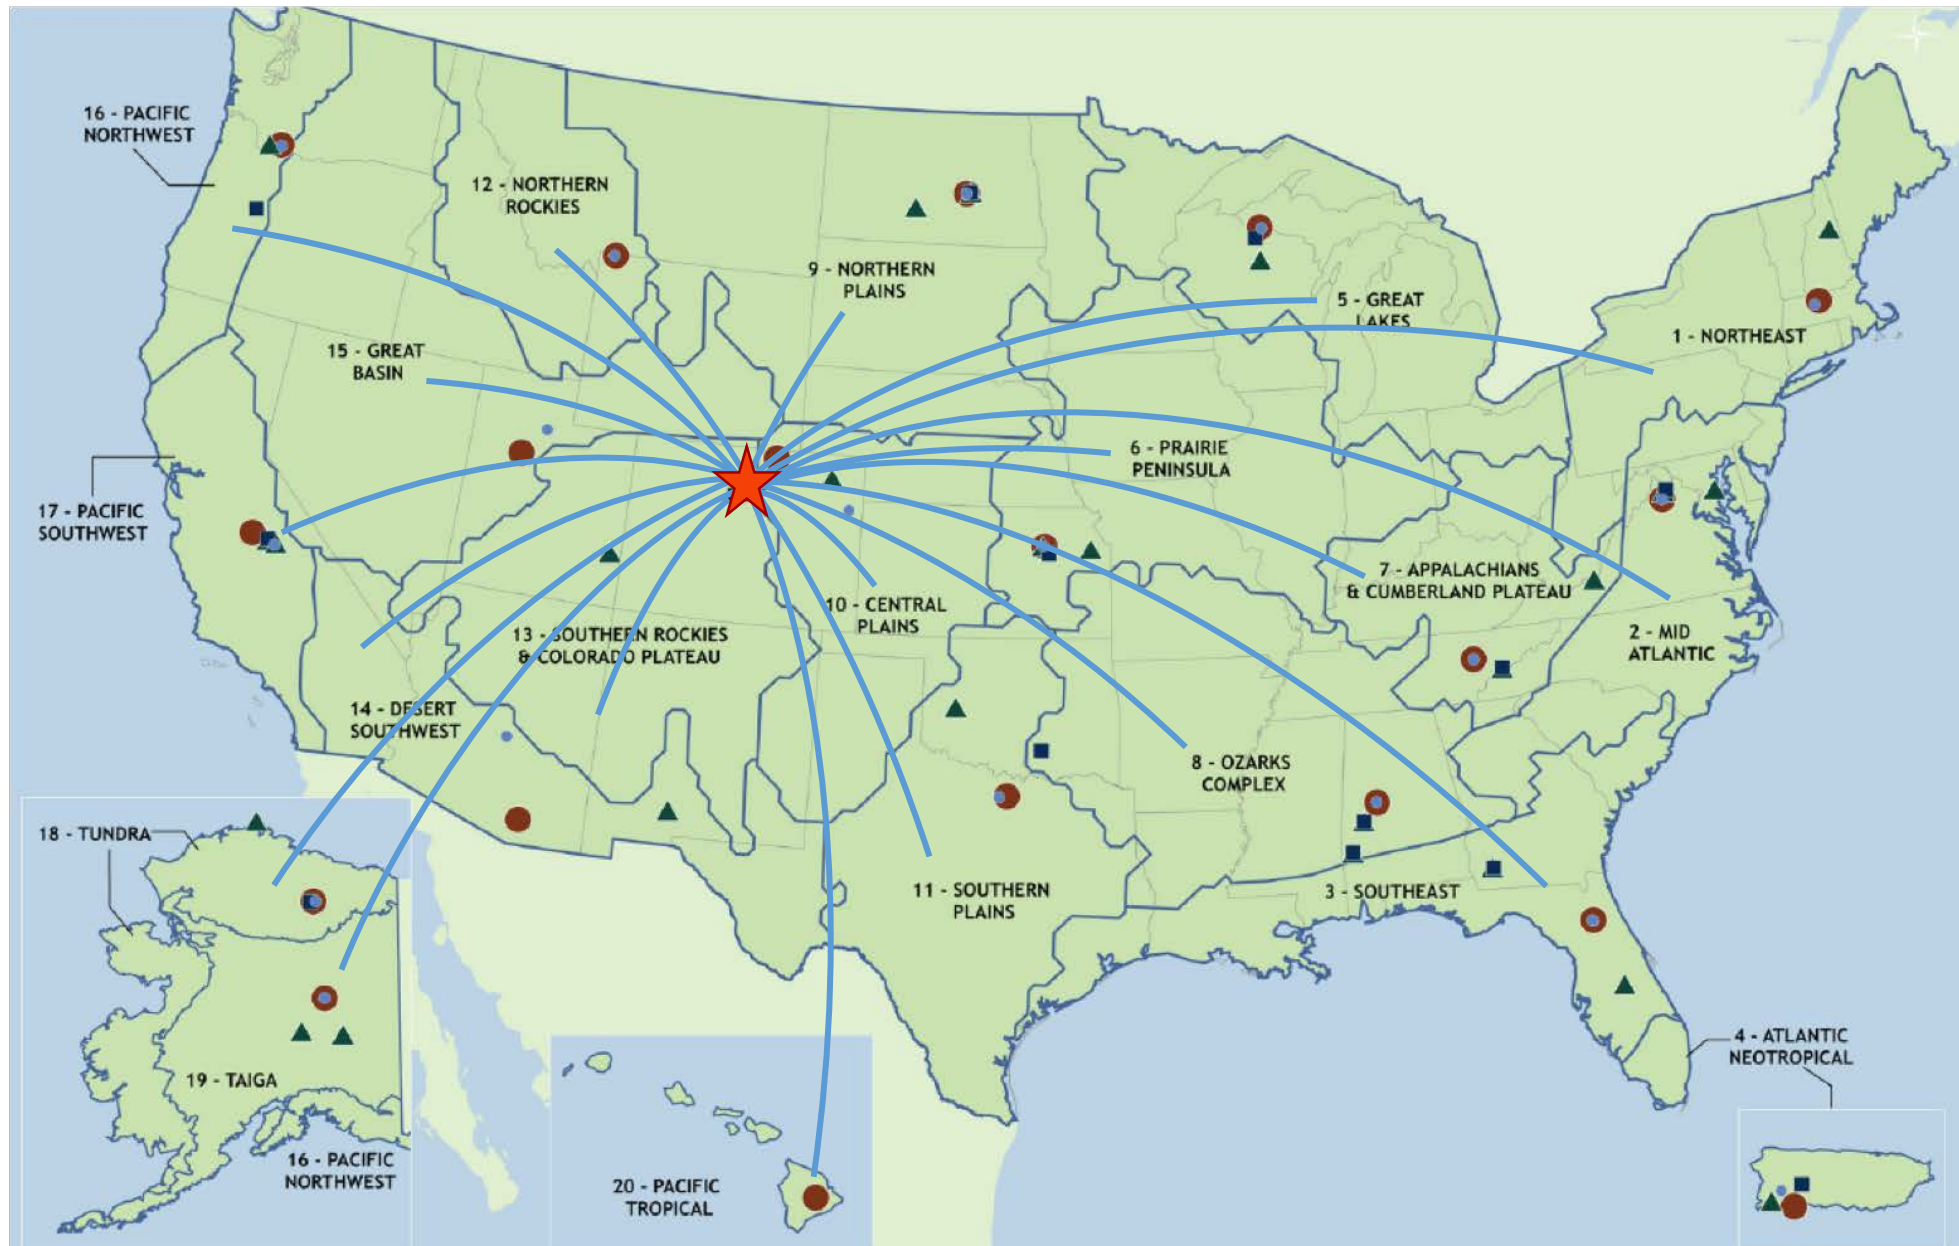 16 - PACIFIC
NORTHWEST
12 - NORTHERN
ROCKIES
9 - NORTHERN
PLAINS
5 - GREAT
LAKES
1 - NORTHEAST
15 - GREAT
BASIN
6 - PRAIRIE
PENINSULA
17 - PACIFIC
SOUTHWEST
7 - APPALACHIANS
& CUMBERLAND PLATEAU
10 - CENTRAL
PLAINS
13 - SOUTHERN ROCKIES
& COLORADO PLATEAU
2 - MID
ATLANTIC
14 - DESERT
SOUTHWEST
8 - OZARKS
COMPLEX
18 - TUNDRA
11 - SOUTHERN
PLAINS
3 - SOUTHEAST
4 - ATLANTIC
NEOTROPICAL
19 - TAIGA
16 - PACIFIC
NORTHWEST
20 - PACIFIC
TROPICAL